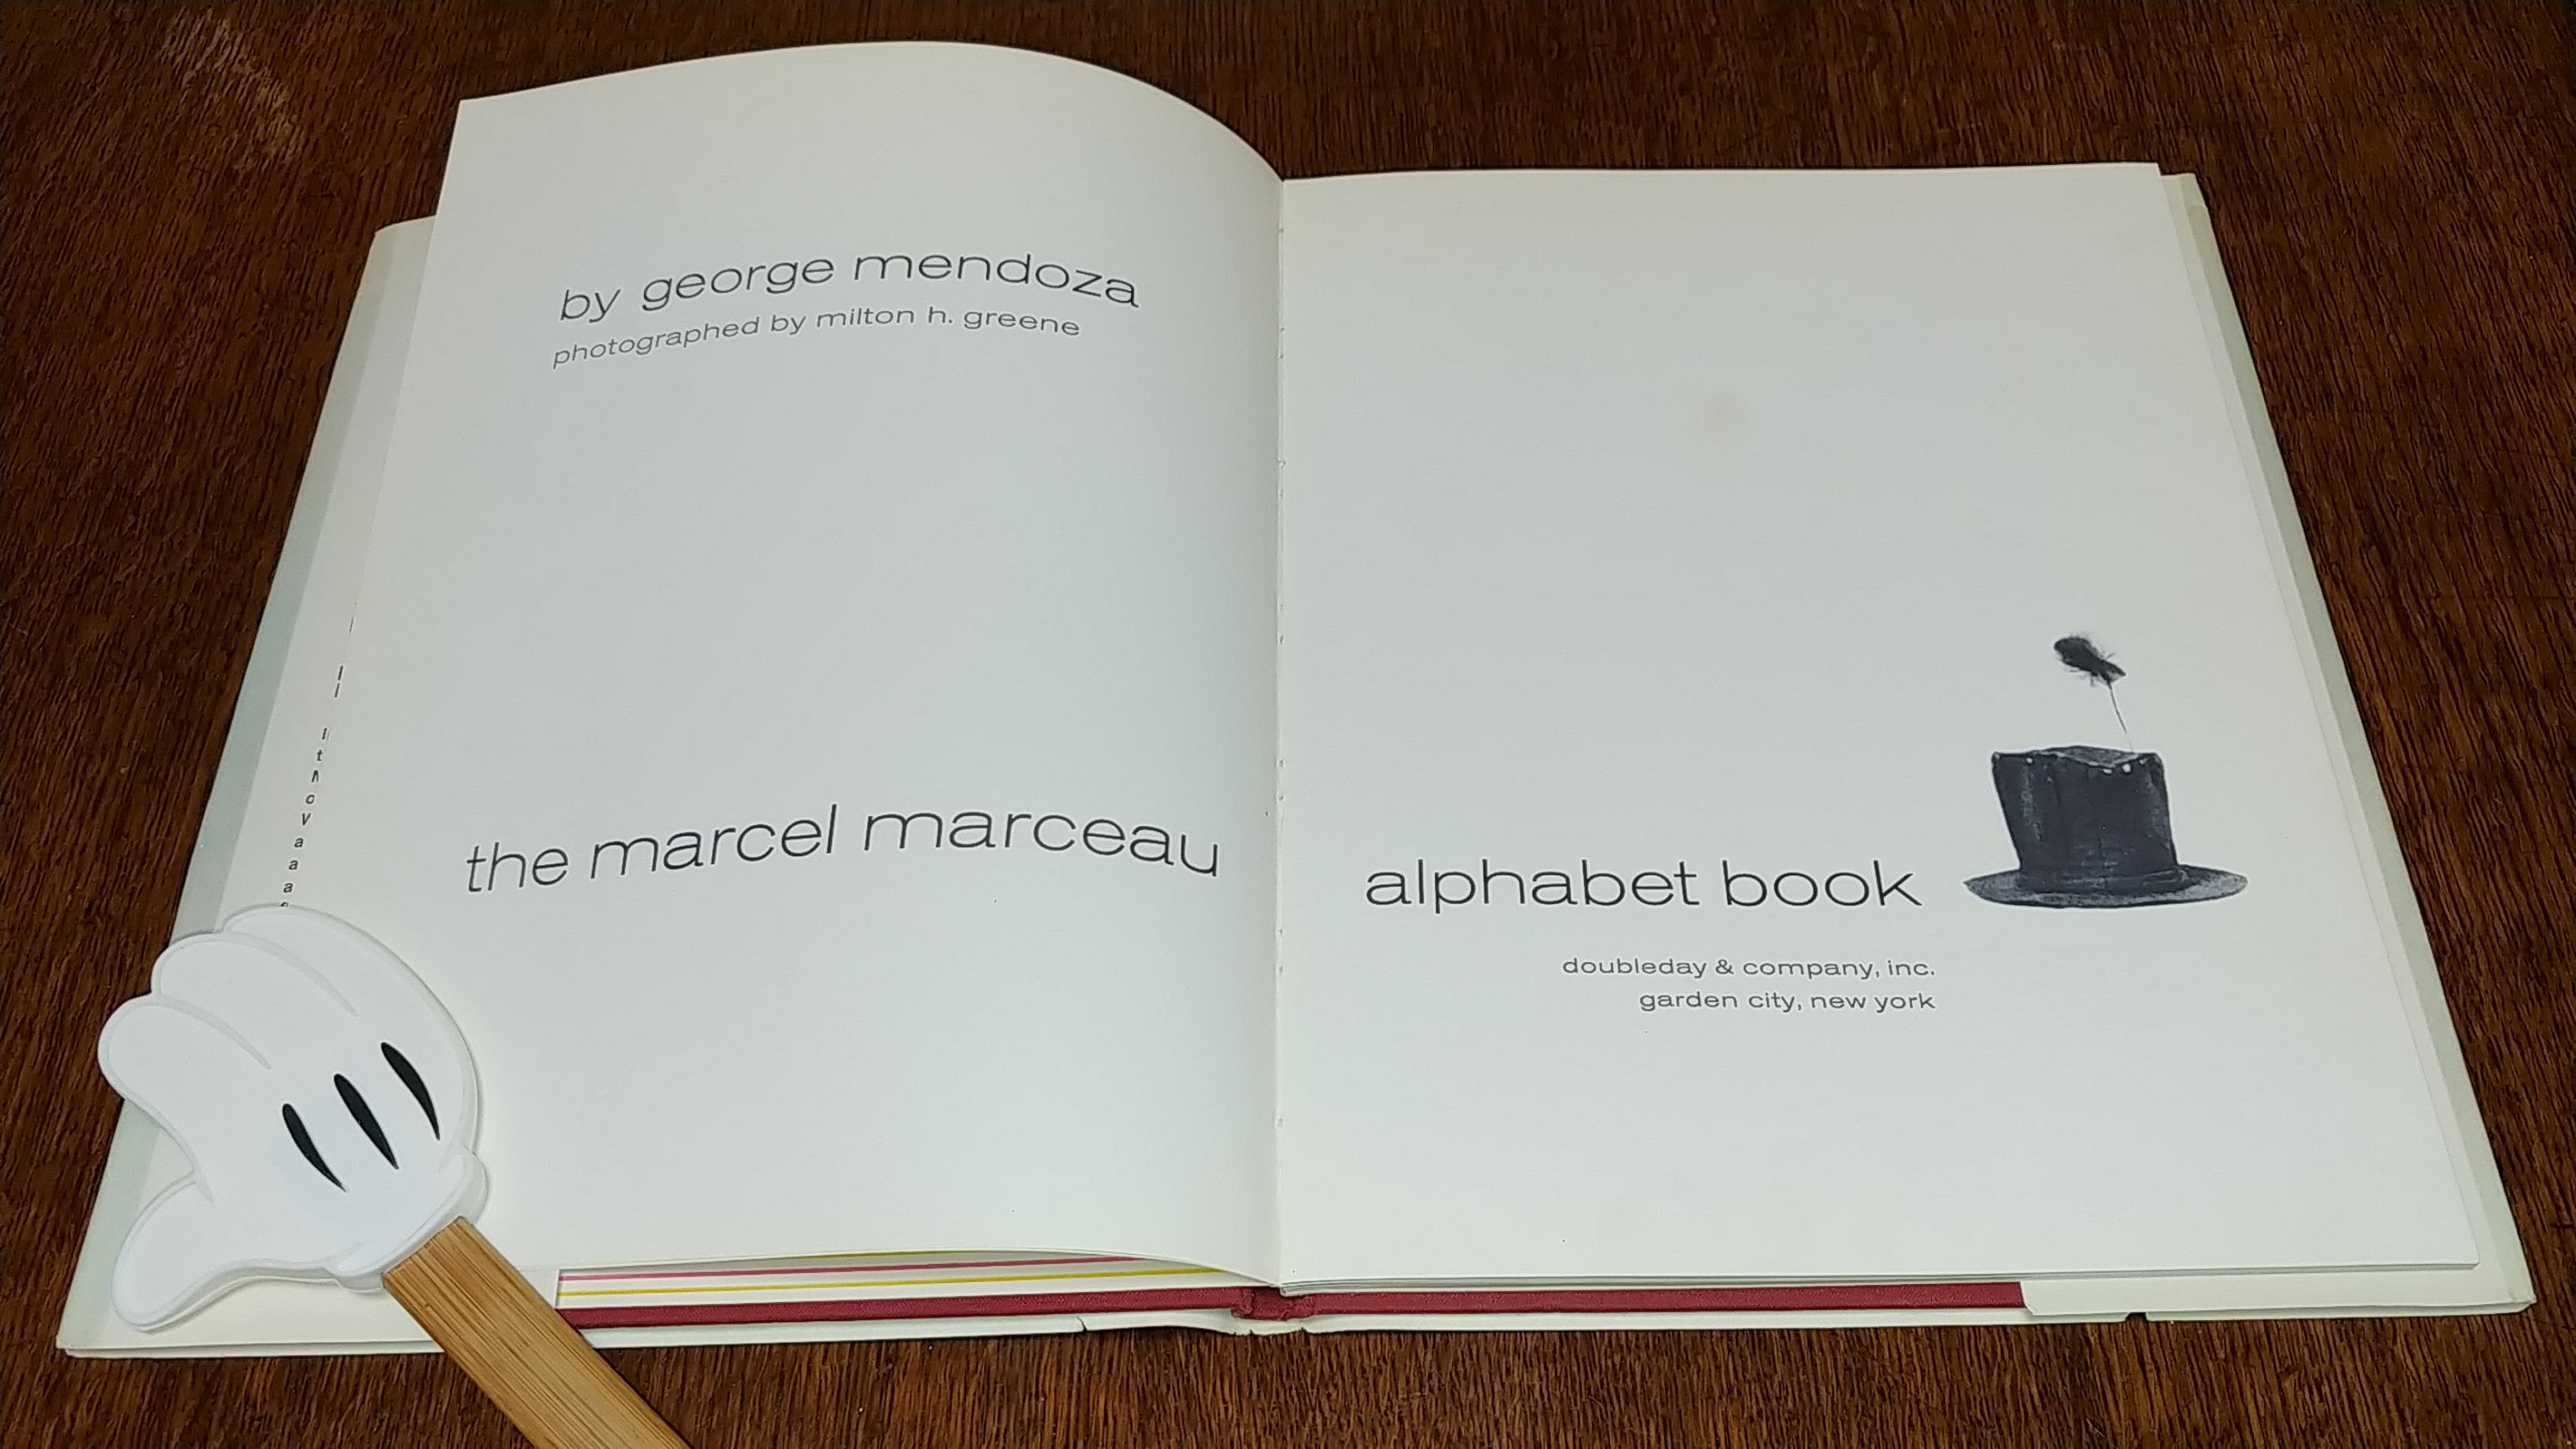 by george mendoza
photographed by milton h. greene
the marcel marceau
alphabet book
doubleday & company, inc.
garden city, new york